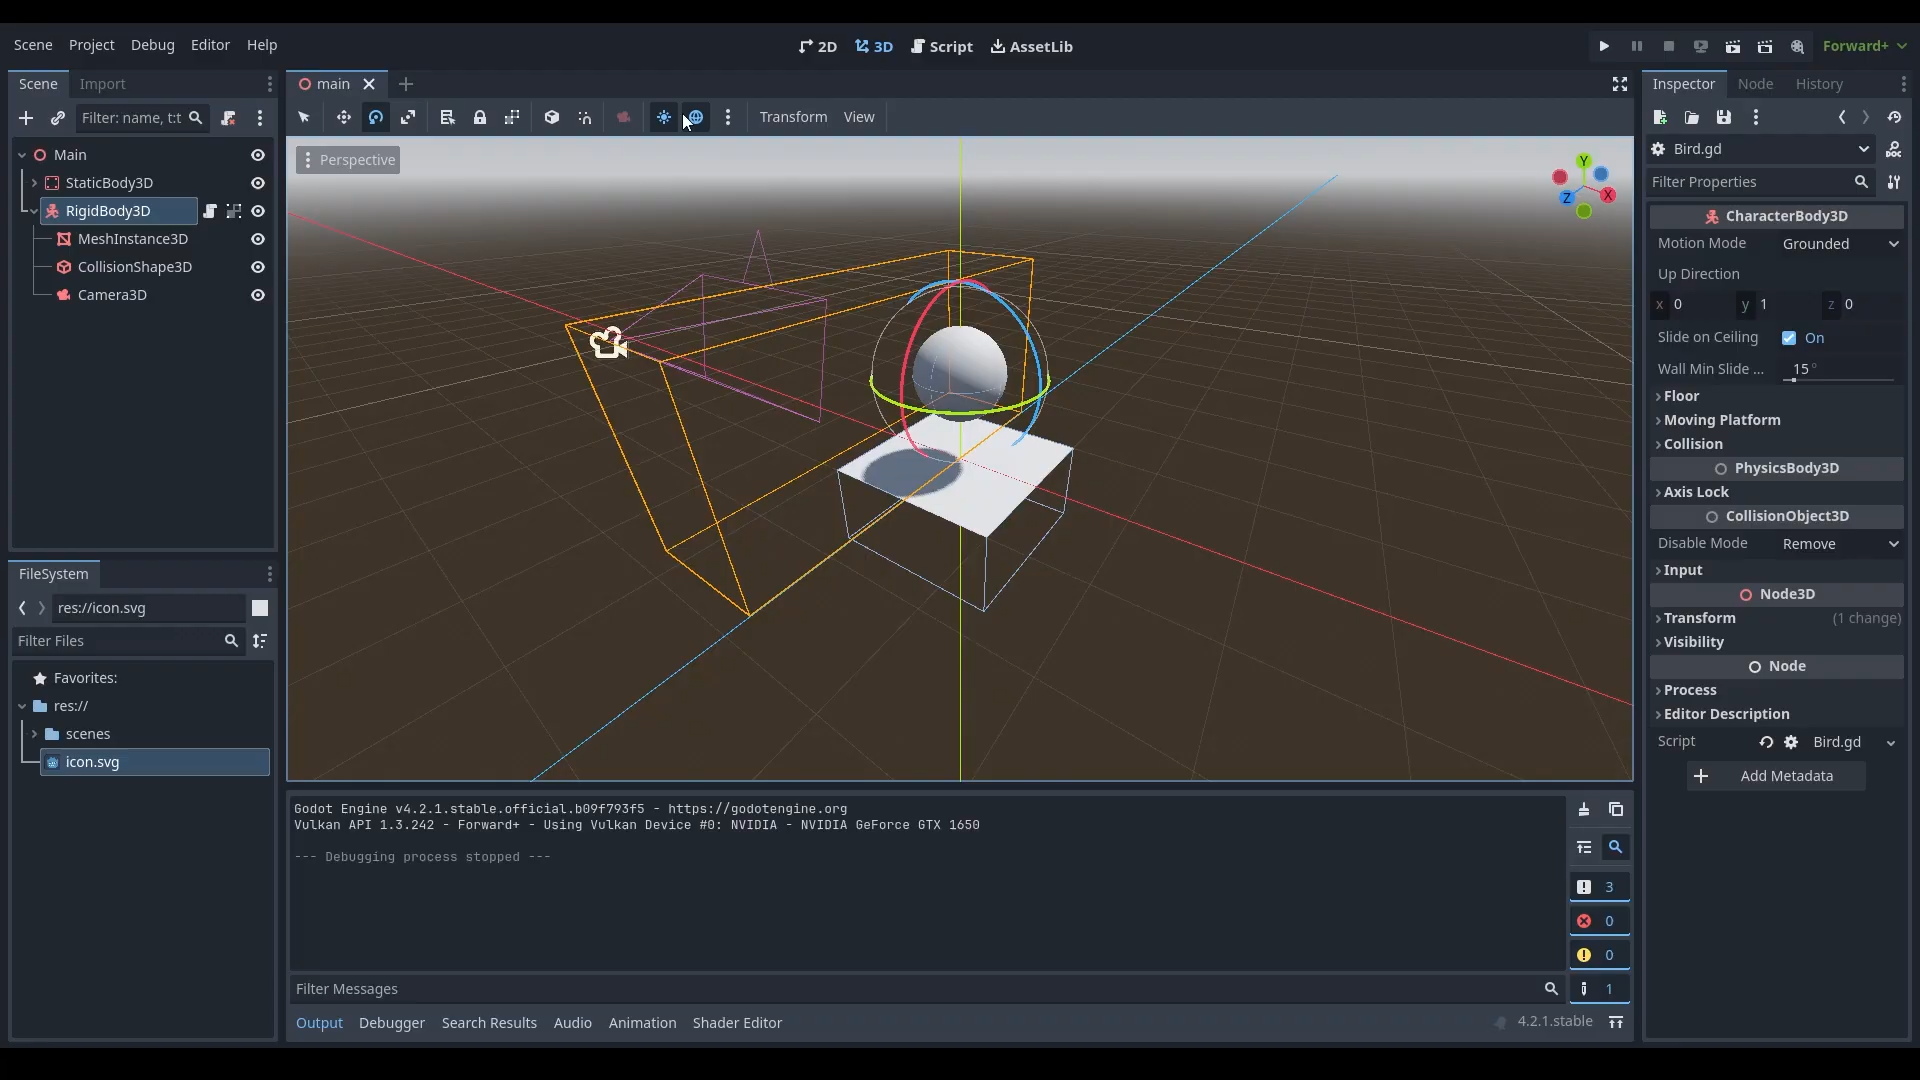 Scene Project Debug Editor Help
2D 3D Script AssetLib
Forward+
Scene Import
Filter: name, t:t
Main
StaticBody3D
RigidBody3D
MeshInstance3D
CollisionShape3D
Camera3D
FileSystem
res://icon.svg
Filter Files
Favorites:
res://
scenes
icon.svg
main
Transform View
Perspective
Y
X
Z
Godot Engine v4.2.1.stable.official.b09f793f5 - https://godotengine.org
Vulkan API 1.3.242 - Forward+ - Using Vulkan Device #0: NVIDIA - NVIDIA GeForce GTX 1650
--- Debugging process stopped ---
3
0
0
1
Filter Messages
Output Debugger Search Results Audio Animation Shader Editor
4.2.1.stable
Inspector Node History
Bird.gd
Filter Properties
CharacterBody3D
Motion Mode Grounded
Up Direction
x 0 y 1 z 0
Slide on Ceiling On
Wall Min Slide ... 15 °
Floor
Moving Platform
Collision
PhysicsBody3D
Axis Lock
CollisionObject3D
Disable Mode Remove
Input
Node3D
Transform (1 change)
Visibility
Node
Process
Editor Description
Script Bird.gd
Add Metadata